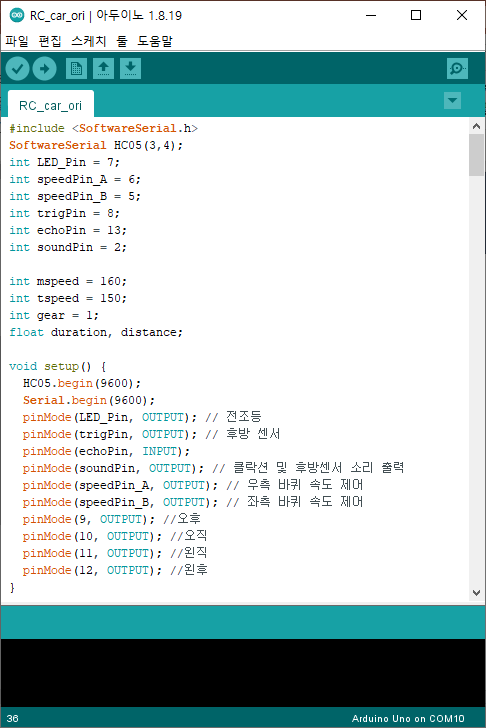 RC_car_ori | 아두이노 1.8.19
파일 편집 스케치 툴 도움말
RC_car_ori
#include <SoftwareSerial.h>
SoftwareSerial HC05(3,4);
int LED_Pin = 7;
int speedPin_A = 6;
int speedPin_B = 5;
int trigPin = 8;
int echoPin = 13;
int soundPin = 2;
int mspeed = 160;
int tspeed = 150;
int gear = 1;
float duration, distance;
void setup() {
HC05.begin(9600);
Serial.begin(9600);
pinMode(LED_Pin, OUTPUT); // 전조등
pinMode(trigPin, OUTPUT); // 후방 센서
pinMode(echoPin, INPUT);
pinMode(soundPin, OUTPUT); // 클락션 및 후방센서 소리 출력
pinMode(speedPin_A, OUTPUT); // 우측 바퀴 속도 제어
pinMode(speedPin_B, OUTPUT); // 좌측 바퀴 속도 제어
pinMode(9, OUTPUT); //오후
pinMode(10, OUTPUT); //오직
pinMode(11, OUTPUT); //왼직
pinMode(12, OUTPUT); //왼후
}
36
Arduino Uno on COM10